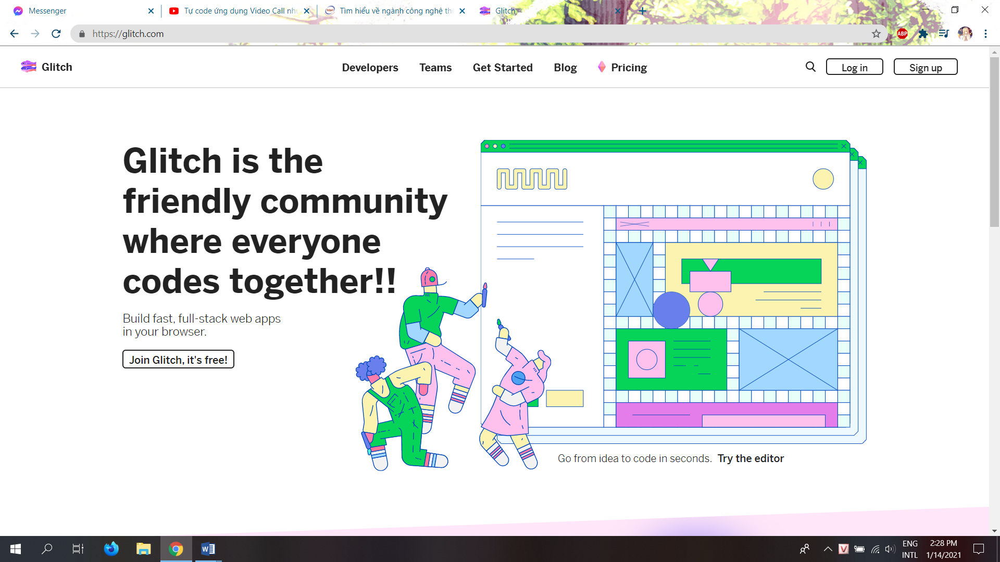 Messenger
Tự code ứng dụng Video Call
Tìm hiểu về ngành công nghệ
Glitch
https://glitch.com
ABP
Glitch
Developers
Teams
Get Started
Blog
Pricing
Log in
Sign up
Glitch is the
friendly community
where everyone
codes together!!
Build fast, full-stack web apps
in your browser.
Join Glitch, it's free!
Go from idea to code in seconds. Try the editor
ENG
INTL
2:28 PM
1/14/2021